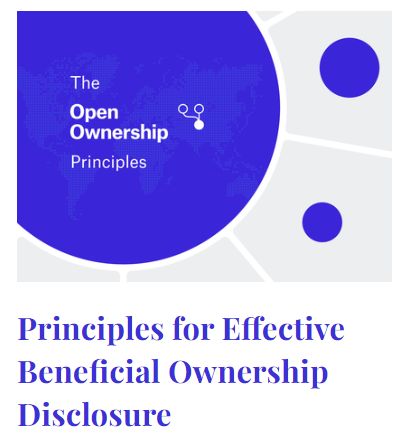 The
Open
Ownership
Principles
Principles for Effective
Beneficial Ownership
Disclosure